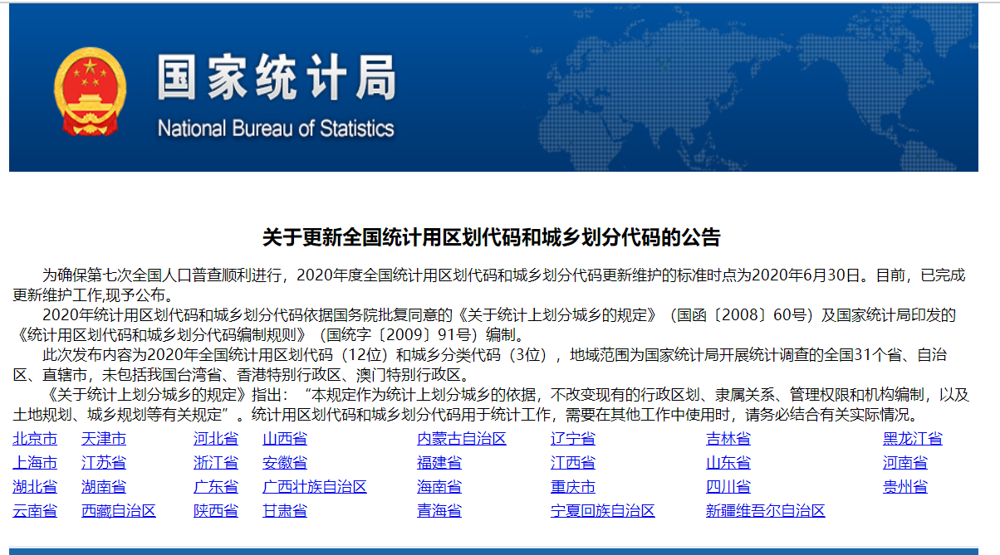 国家统计局
National Bureau of Statistics
关于更新全国统计用区划代码和城乡划分代码的公告
为确保第七次全国人口普查顺利进行，2020年度全国统计用区划代码和城乡划分代码更新维护的标准时点为2020年6月30日。目前，已完成
更新维护工作,现予公布。
2020年统计用区划代码和城乡划分代码依据国务院批复同意的《关于统计上划分城乡的规定》（国函〔2008〕60号）及国家统计局印发的
《统计用区划代码和城乡划分代码编制规则》（国统字〔2009〕91号）编制。
此次发布内容为2020年全国统计用区划代码（12位）和城乡分类代码（3位），地域范围为国家统计局开展统计调查的全国31个省、自治
区、直辖市，未包括我国台湾省、香港特别行政区、澳门特别行政区。
《关于统计上划分城乡的规定》指出：“本规定作为统计上划分城乡的依据，不改变现有的行政区划、隶属关系、管理权限和机构编制，以及
土地规划、城乡规划等有关规定”。统计用区划代码和城乡划分代码用于统计工作，需要在其他工作中使用时，请务必结合有关实际情况。
北京市 天津市 河北省 山西省 内蒙古自治区 辽宁省 吉林省 黑龙江省
上海市 江苏省 浙江省 安徽省 福建省 江西省 山东省 河南省
湖北省 湖南省 广东省 广西壮族自治区 海南省 重庆市 四川省 贵州省
云南省 西藏自治区 陕西省 甘肃省 青海省 宁夏回族自治区 新疆维吾尔自治区